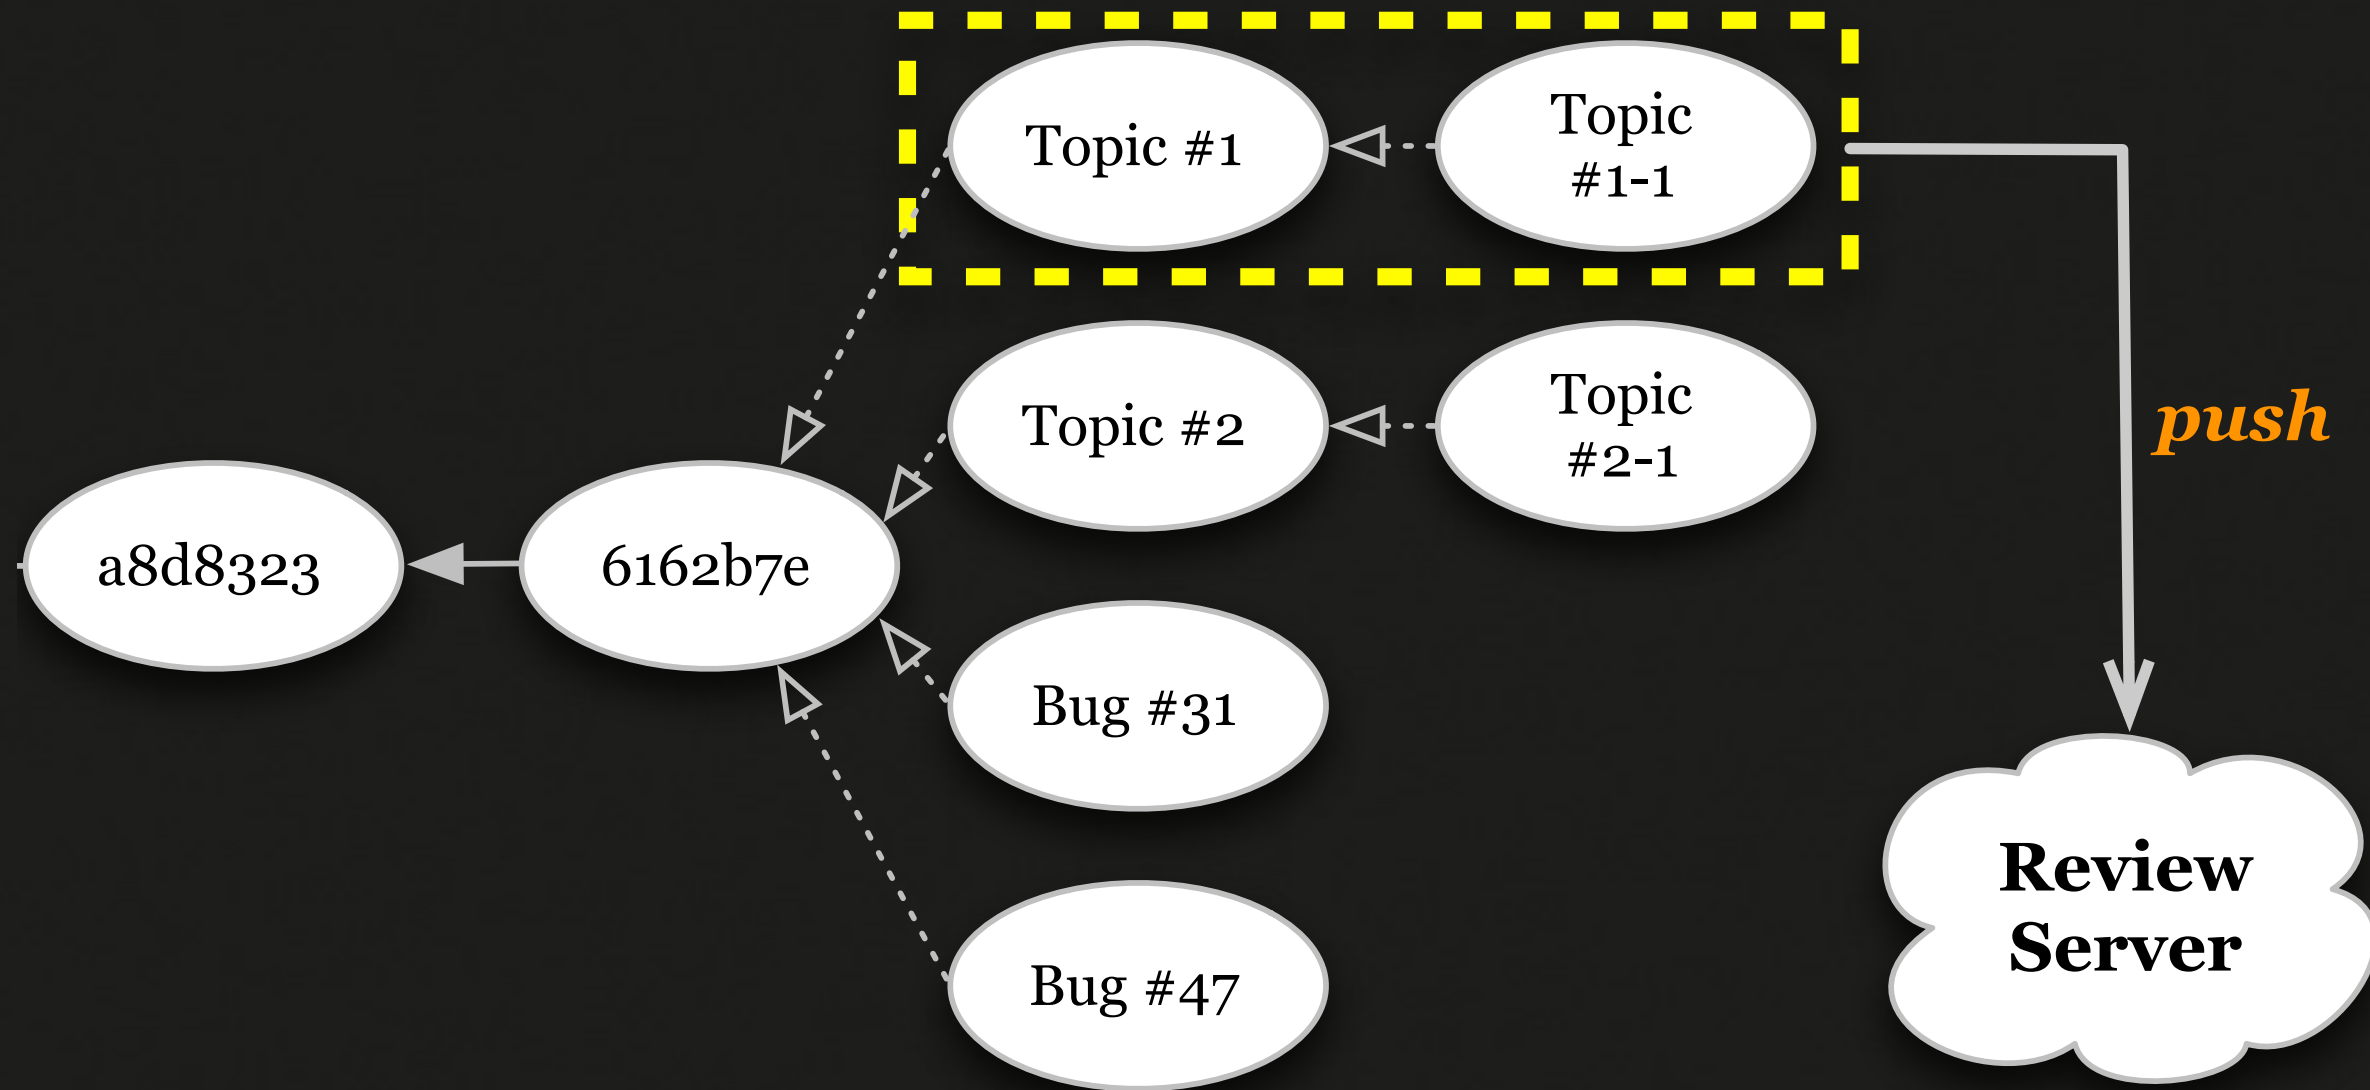 Topic #1
Topic
#1-1
Topic #2
Topic
#2-1
push
a8d8323
6162b7e
Bug #31
Bug #47
Review
Server